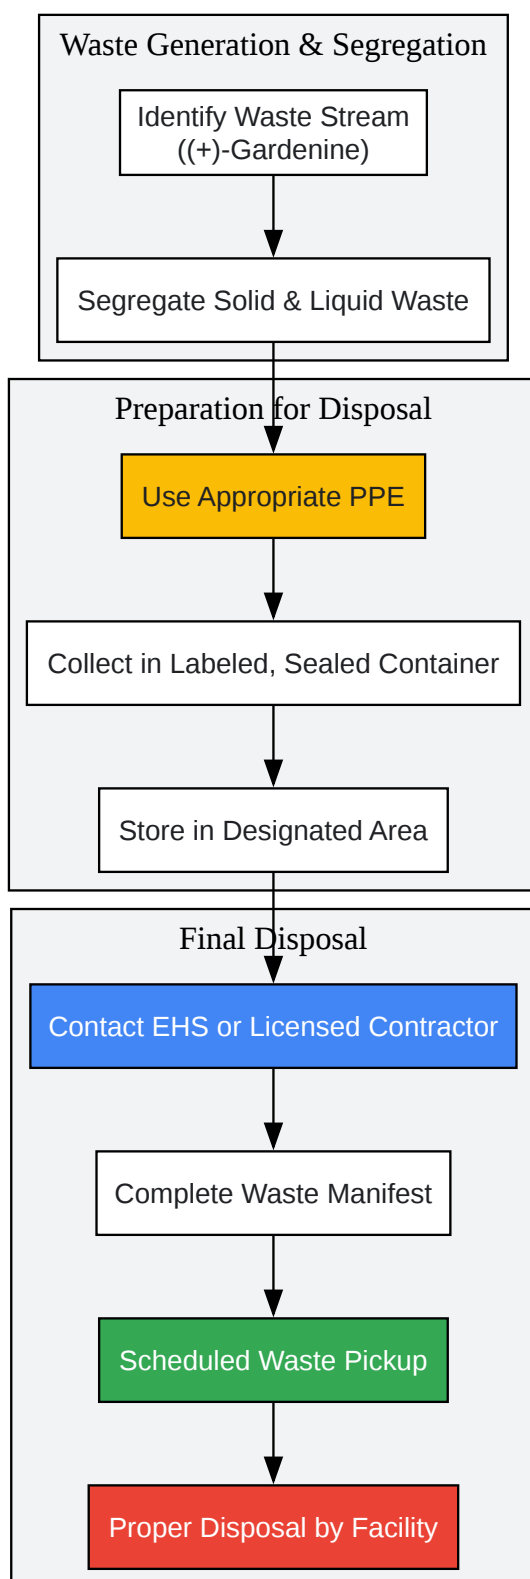 Waste Generation & Segregation
Identify Waste Stream
((+)-Gardenine)
Segregate Solid & Liquid Waste
Preparation for Disposal
Use Appropriate PPE
Collect in Labeled, Sealed Container
Store in Designated Area
Final Disposal
Contact EHS or Licensed Contractor
Complete Waste Manifest
Scheduled Waste Pickup
Proper Disposal by Facility